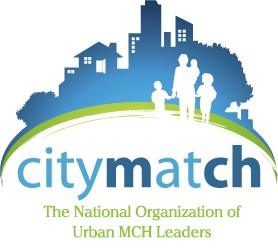 citymatch
The National Organization of
Urban MCH Leaders